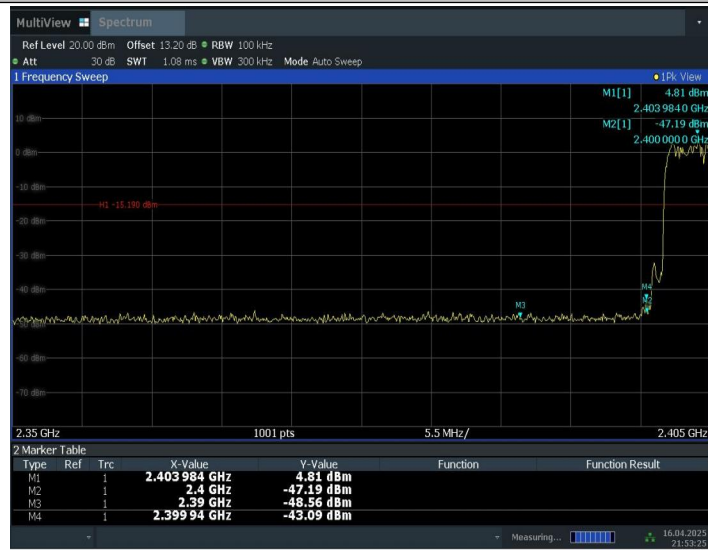 MultiView Spectrum
Ref Level 20.00 dBm Offset 13.20 dB RBW 100 kHz
Att 30 dB SWT 1.08 ms VBW 300 kHz Mode Auto Sweep
1 Frequency Sweep 1Pk View
M1[1] 4.81 dBm
2.403 984 0 GHz
10 dBm
M2[1] -47.19 dBm
2.400 000 0 GHz
0 dBm
-10 dBm
H1 -15.190 dBm
-20 dBm
-30 dBm
-40 dBm
M4
M3
-60 dBm
-70 dBm
2.35 GHz 1001 pts 5.5 MHz/ 2.405 GHz
2 Marker Table
Type Ref Trc X-Value Y-Value Function Function Result
M1 1 2.403 984 GHz 4.81 dBm
M2 1 2.4 GHz -47.19 dBm
M3 1 2.39 GHz -48.56 dBm
M4 1 2.399 94 GHz -43.09 dBm
Measuring... 16.04.2025
21:53:25